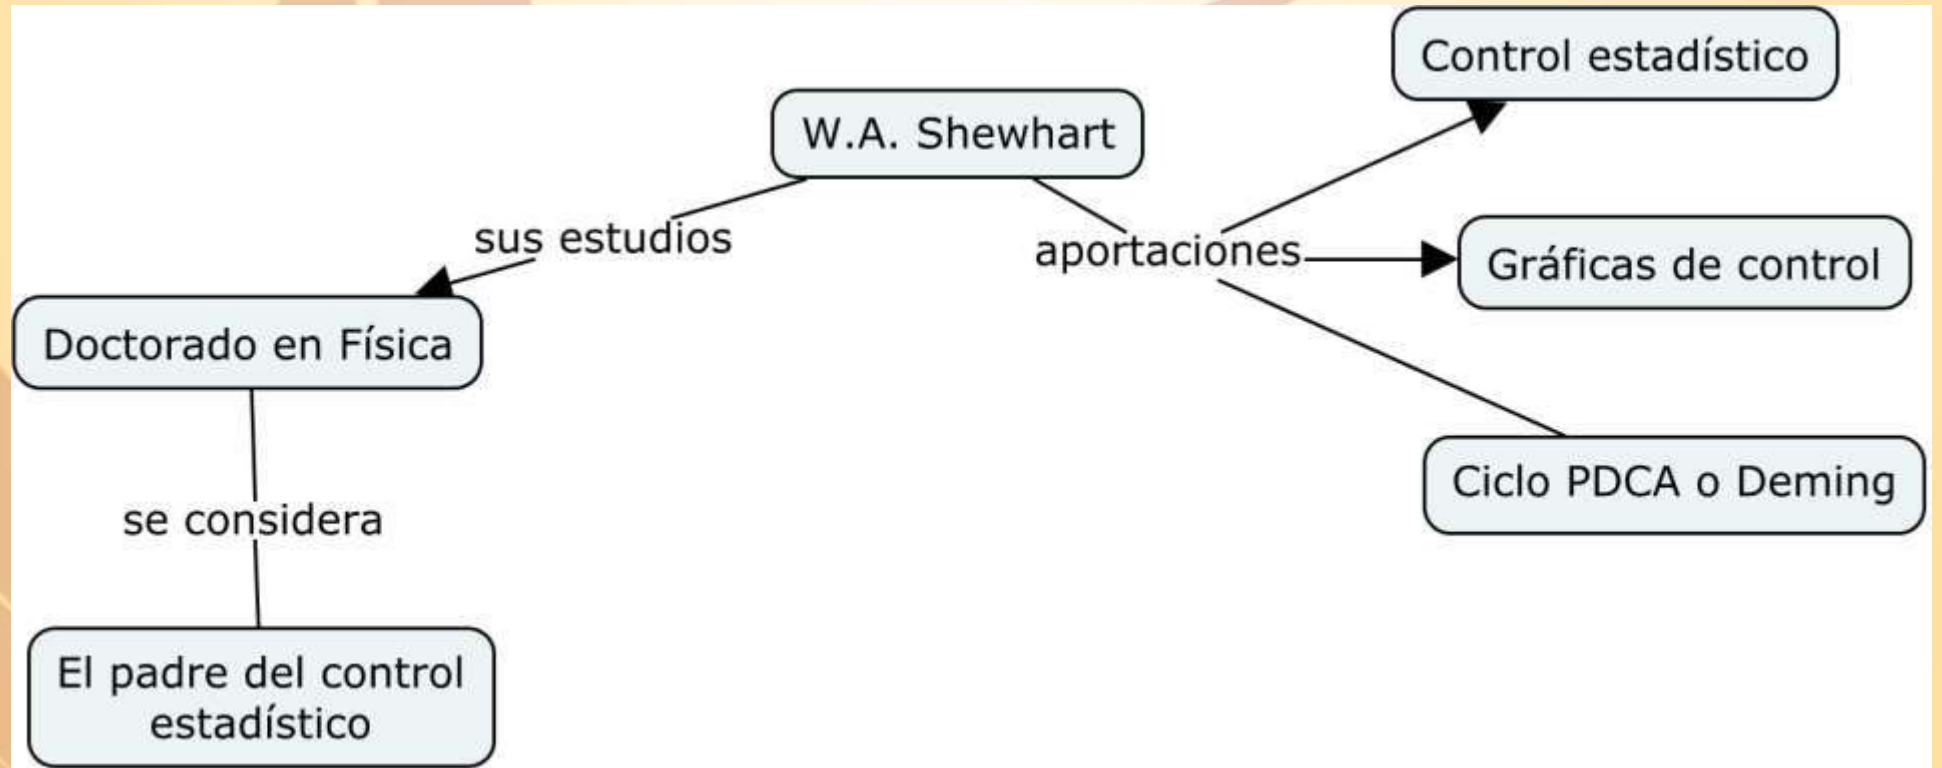 Control estadístico
W.A. Shewhart
sus estudios
aportaciones
Gráficas de control
Doctorado en Física
Ciclo PDCA o Deming
se considera
El padre del control
estadístico